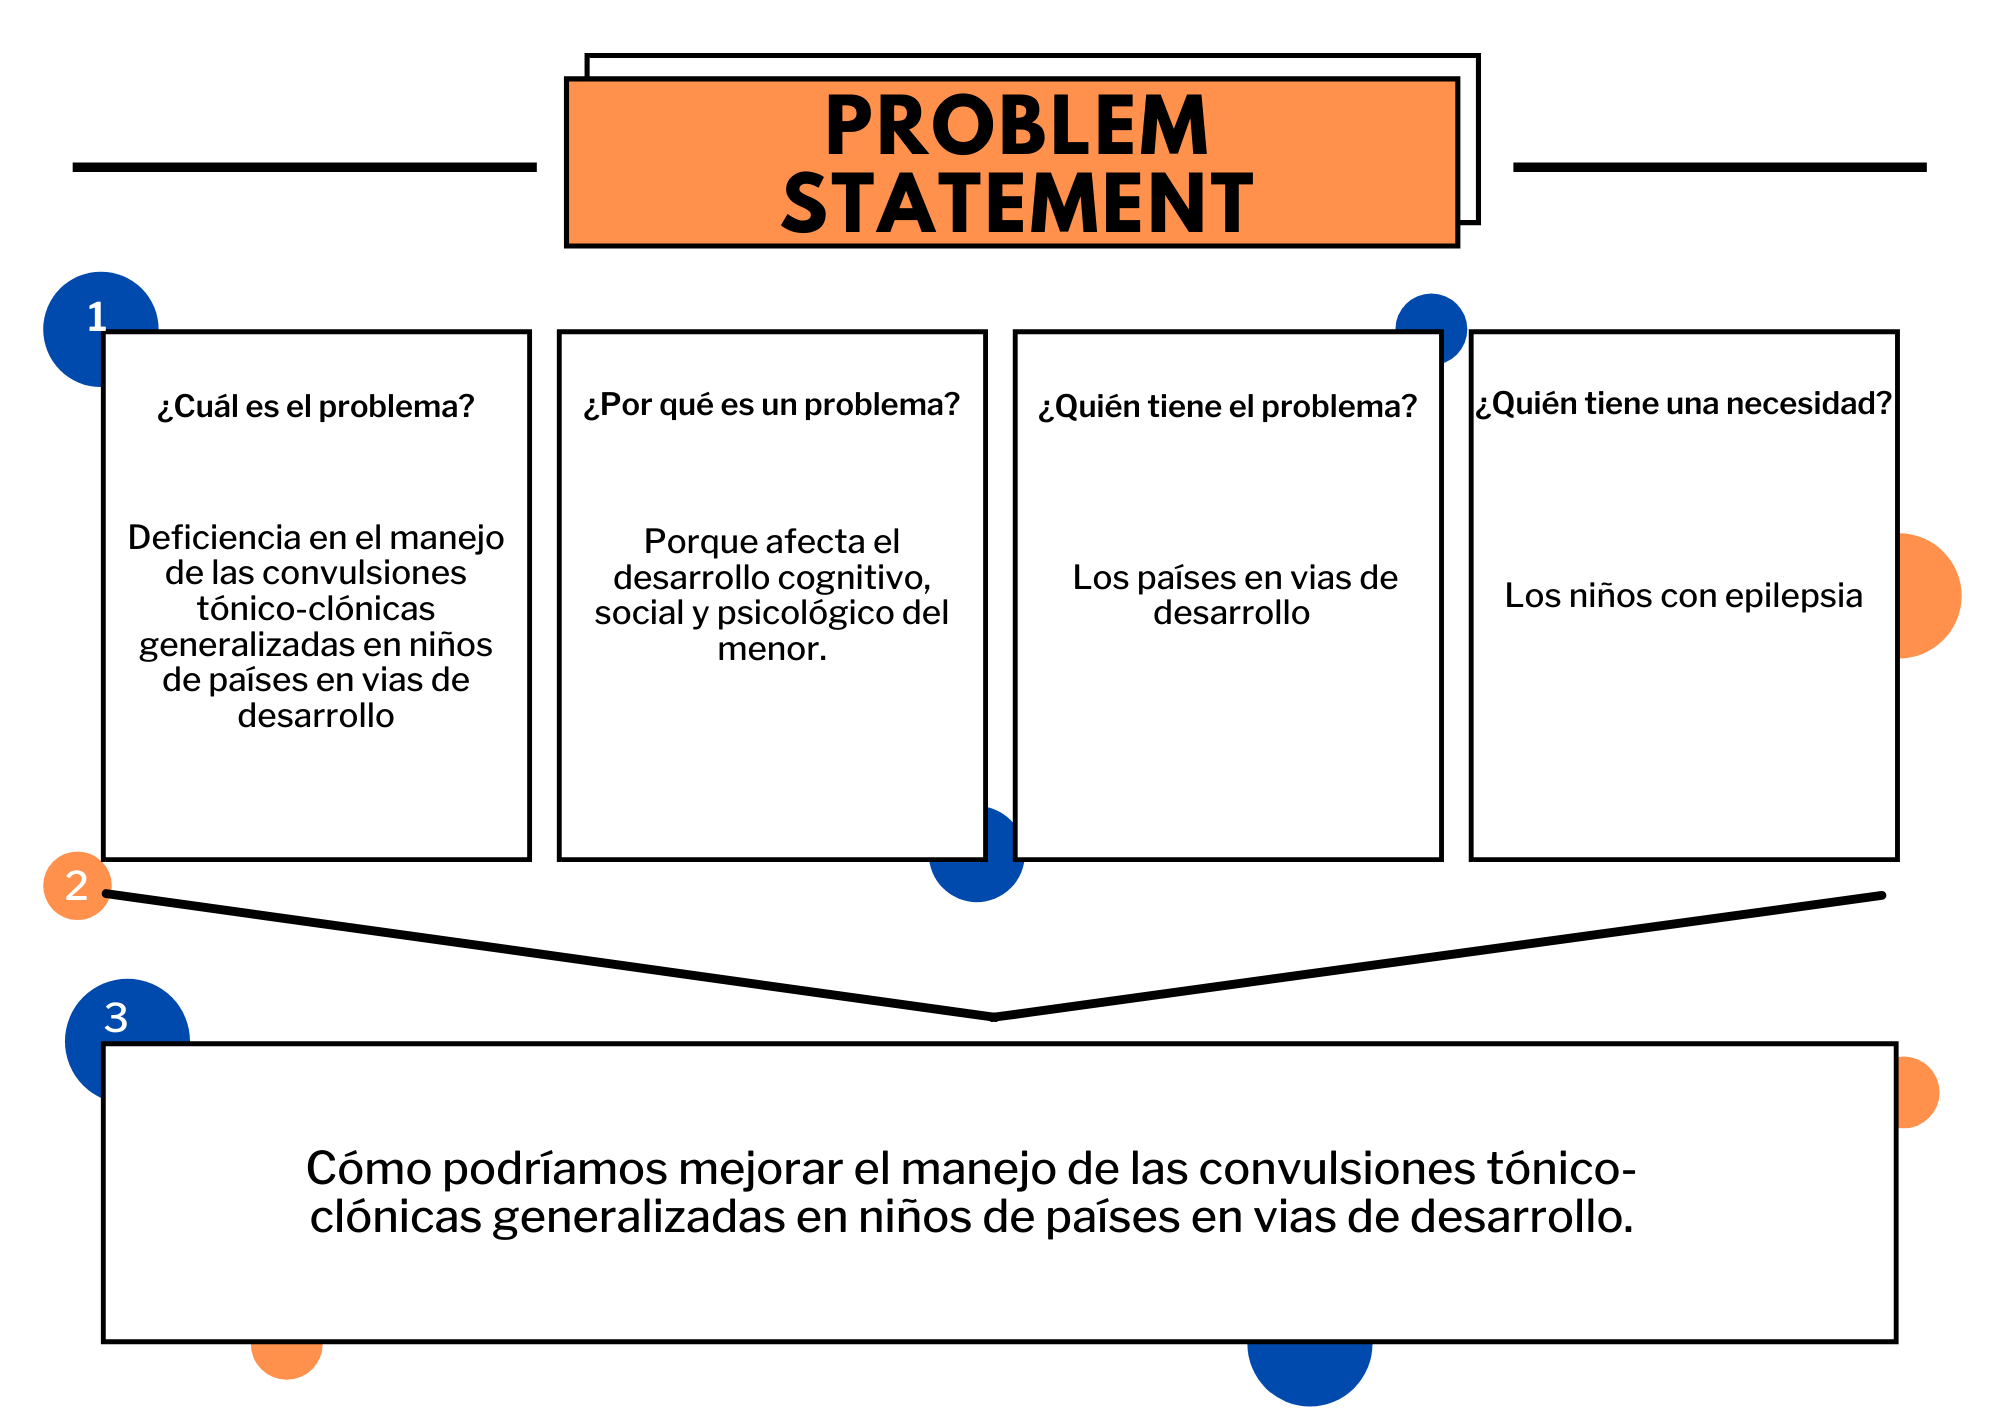 PROBLEM
STATEMENT
1
¿Cuál es el problema?
Deficiencia en el manejo
de las convulsiones
tónico-clónicas
generalizadas en niños
de países en vias de
desarrollo
¿Por qué es un problema?
Porque afecta el
desarrollo cognitivo,
social y psicológico del
menor.
¿Quién tiene el problema?
Los países en vias de
desarrollo
¿Quién tiene una necesidad?
Los niños con epilepsia
2
3
Cómo podríamos mejorar el manejo de las convulsiones tónico-
clónicas generalizadas en niños de países en vias de desarrollo.